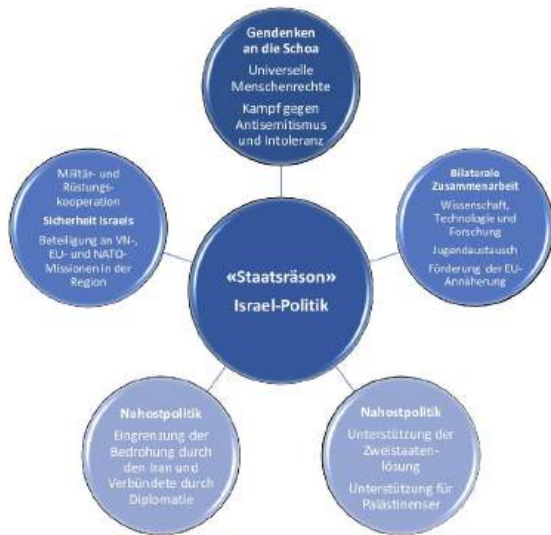 Gendenken
an die Schoa
Universelle
Menschenrechte
Kampf gegen
Antisemitismus
und Intoleranz
Militär- und
Rüstungs-
kooperation
Sicherheit Israels
Beteiligung an VN-,
EU- und NATO-
Missionen in der
Region
Bilaterale
Zusammenarbeit
Wissenschaft,
Technologie und
Forschung
Jugendaustausch
Förderung der EU-
Annäherung
«Staatsräson»
Israel-Politik
Nahostpolitik
Eingrenzung der
Bedrohung durch
den Iran und
Verbündete durch
Diplomatie
Nahostpolitik
Unterstützung der
Zweistaaten-
lösung
Unterstützung für
Palästinenser